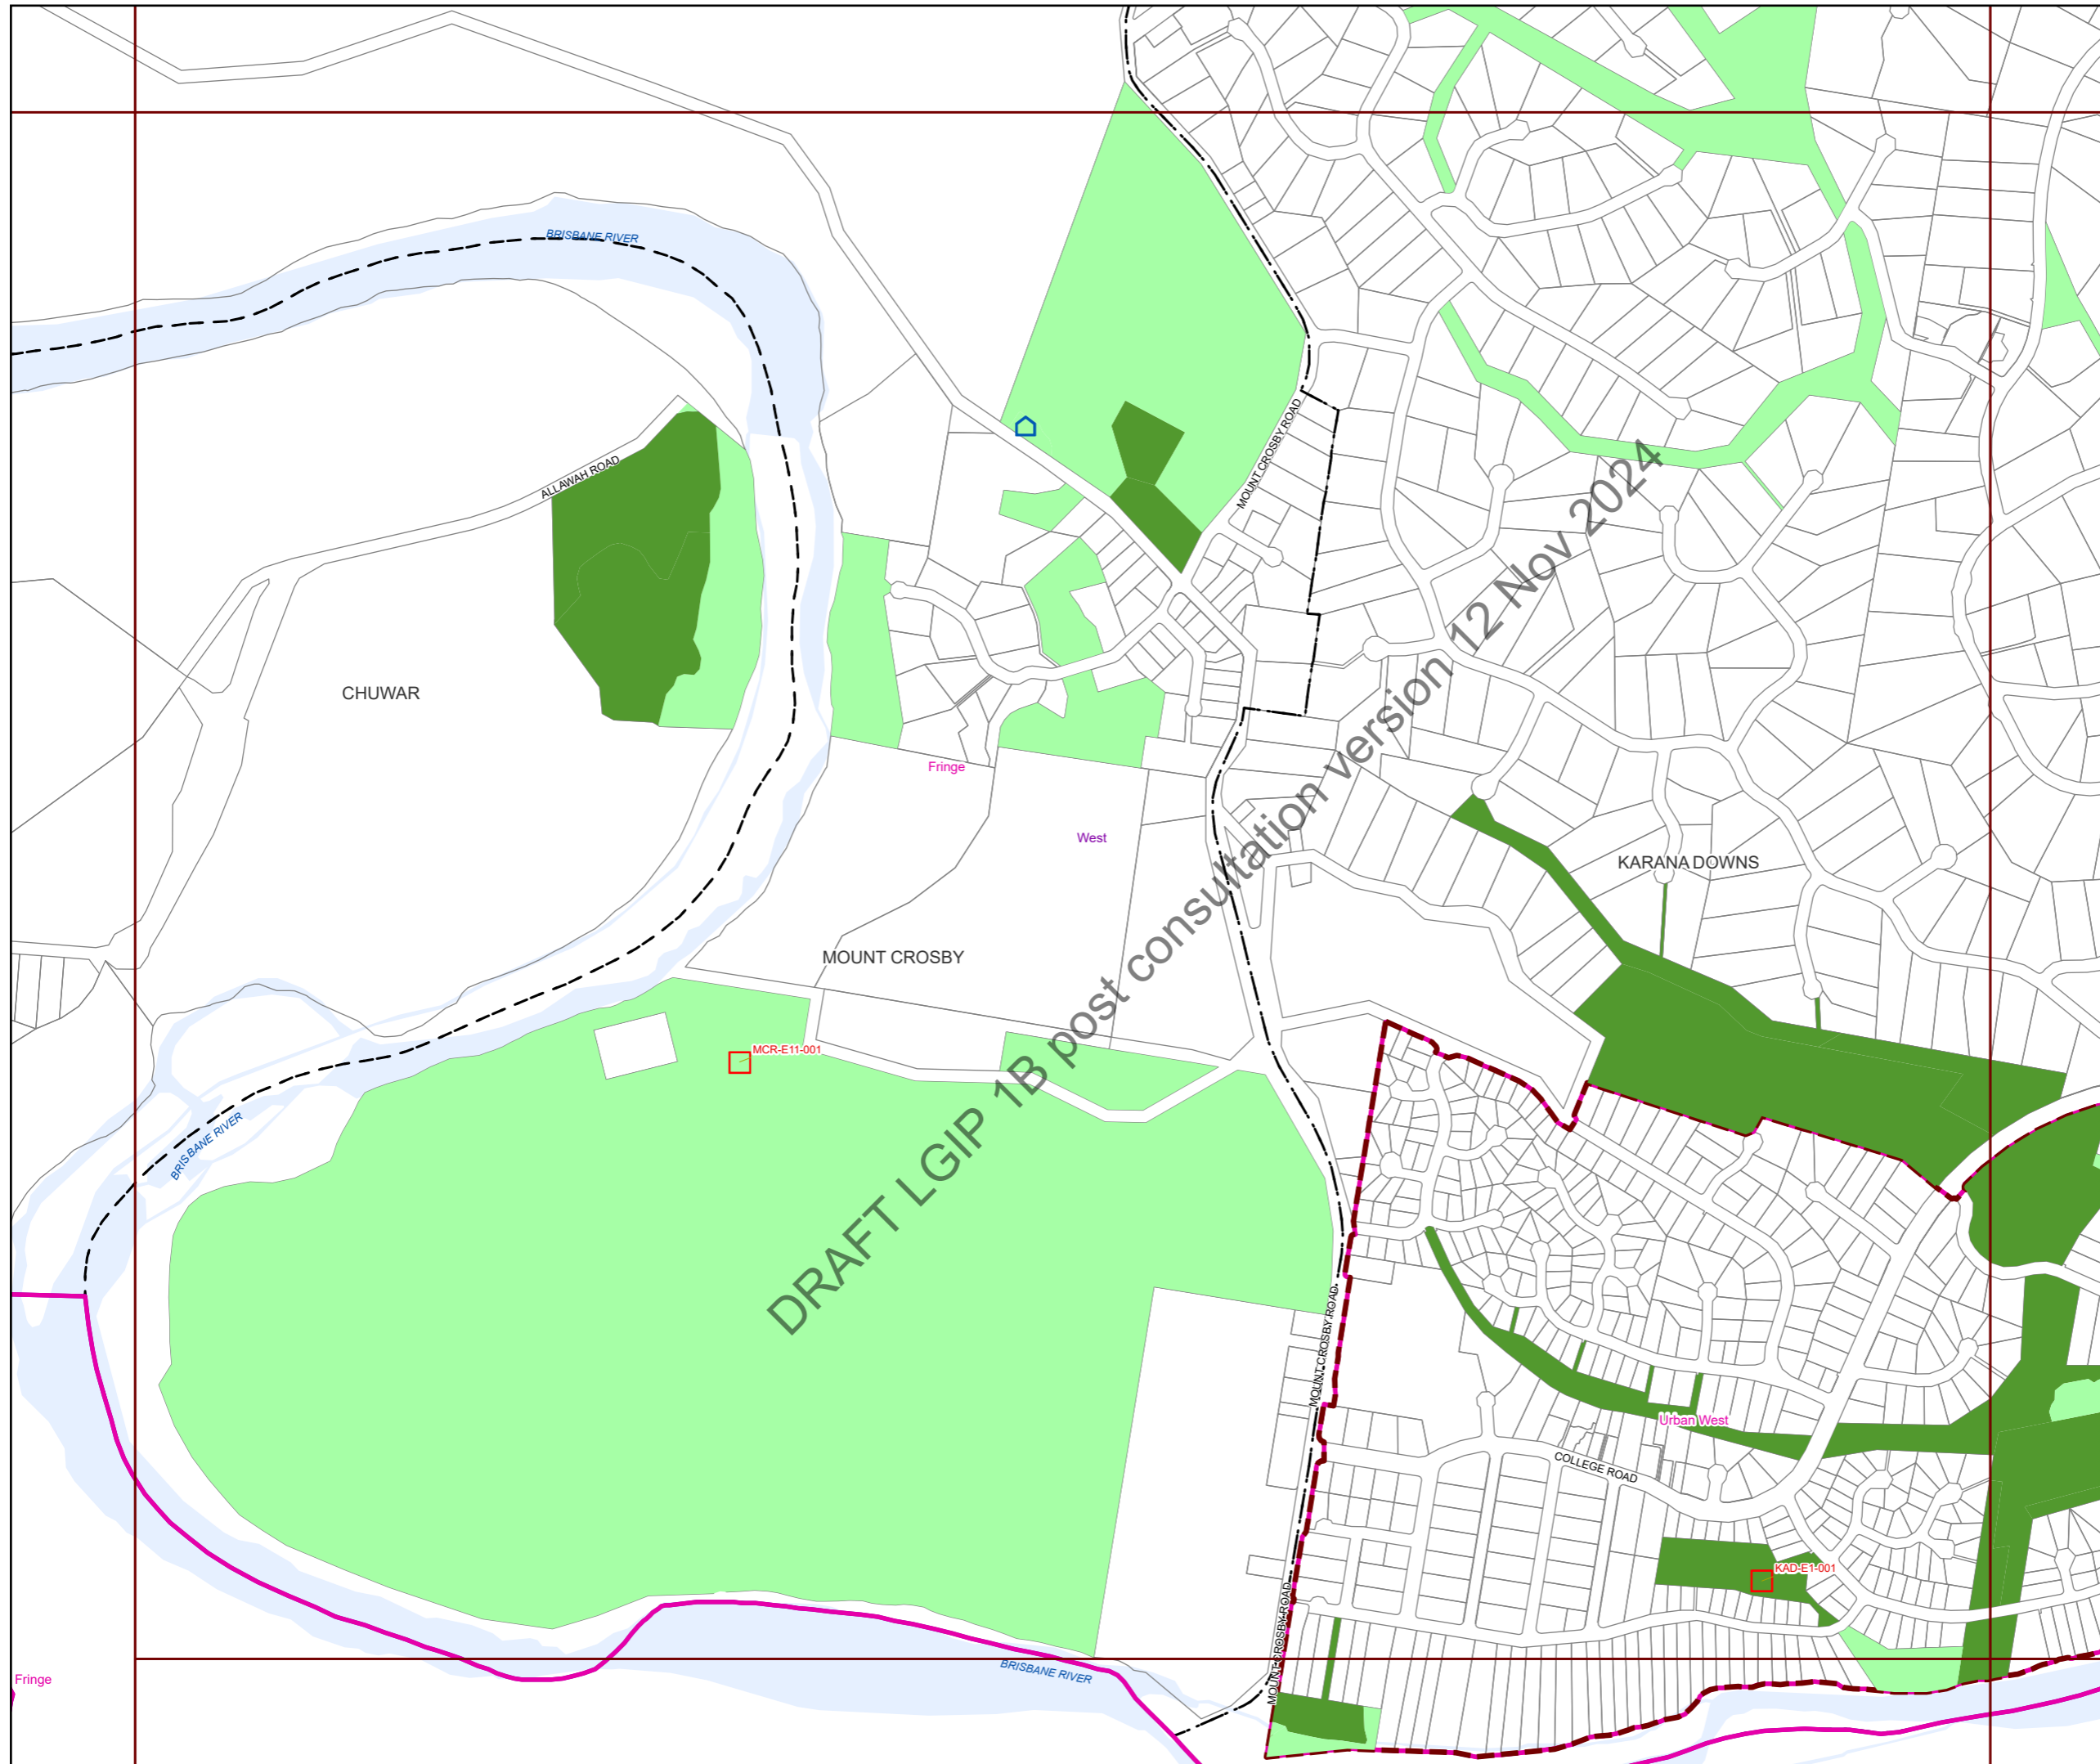 BRISBANE RIVER
MOUNT CROSBY ROAD
ALLAWAH ROAD
CHUWAR
Fringe
West
KARANA DOWNS
MOUNT CROSBY
MCR-E11-001
BRISBANE RIVER
DRAFT LGIP 1B post consultation version 12 Nov 2024
MOUNT CROSBY ROAD
Urban West
COLLEGE ROAD
KAD-E1-001
MOUNT CROSBY ROAD
BRISBANE RIVER
Fringe